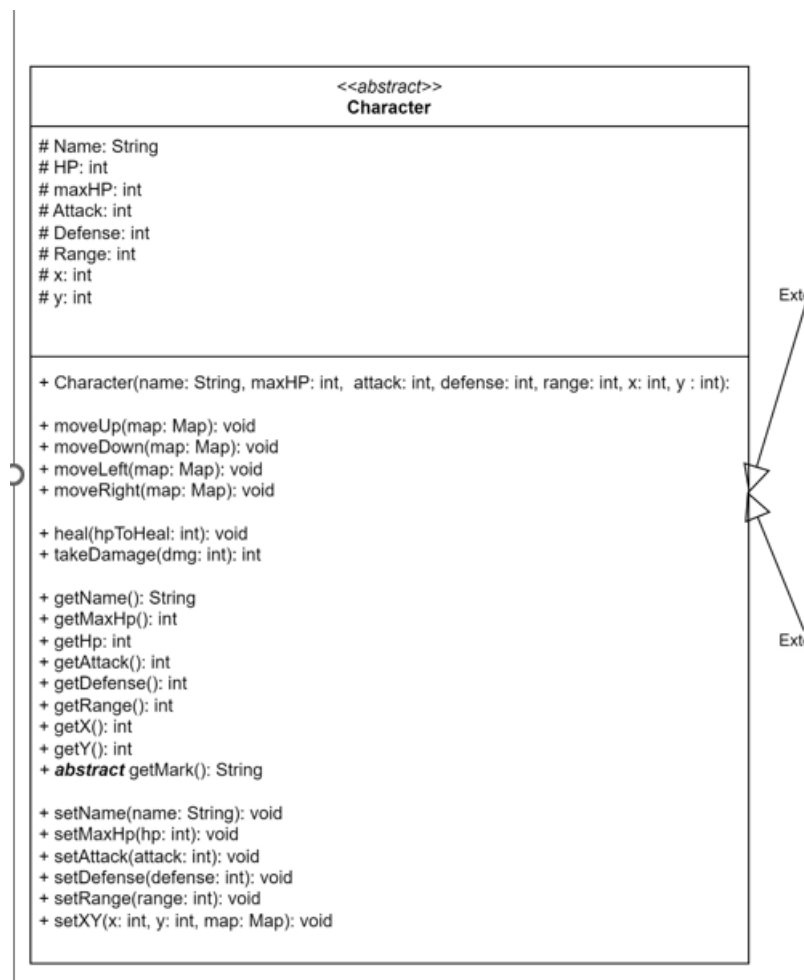 <<abstract>>
Character
# Name: String
# HP: int
# maxHP: int
# Attack: int
# Defense: int
# Range: int
# x: int
# y: int
+ Character(name: String, maxHP: int, attack: int, defense: int, range: int, x: int, y : int):
+ moveUp(map: Map): void
+ moveDown(map: Map): void
+ moveLeft(map: Map): void
+ moveRight(map: Map): void
+ heal(hpToHeal: int): void
+ takeDamage(dmg: int): int
+ getName(): String
+ getMaxHp(): int
+ getHp: int
+ getAttack(): int
+ getDefense(): int
+ getRange(): int
+ getX(): int
+ getY(): int
+ abstract getMark(): String
+ setName(name: String): void
+ setMaxHp(hp: int): void
+ setAttack(attack: int): void
+ setDefense(defense: int): void
+ setRange(range: int): void
+ setXY(x: int, y: int, map: Map): void